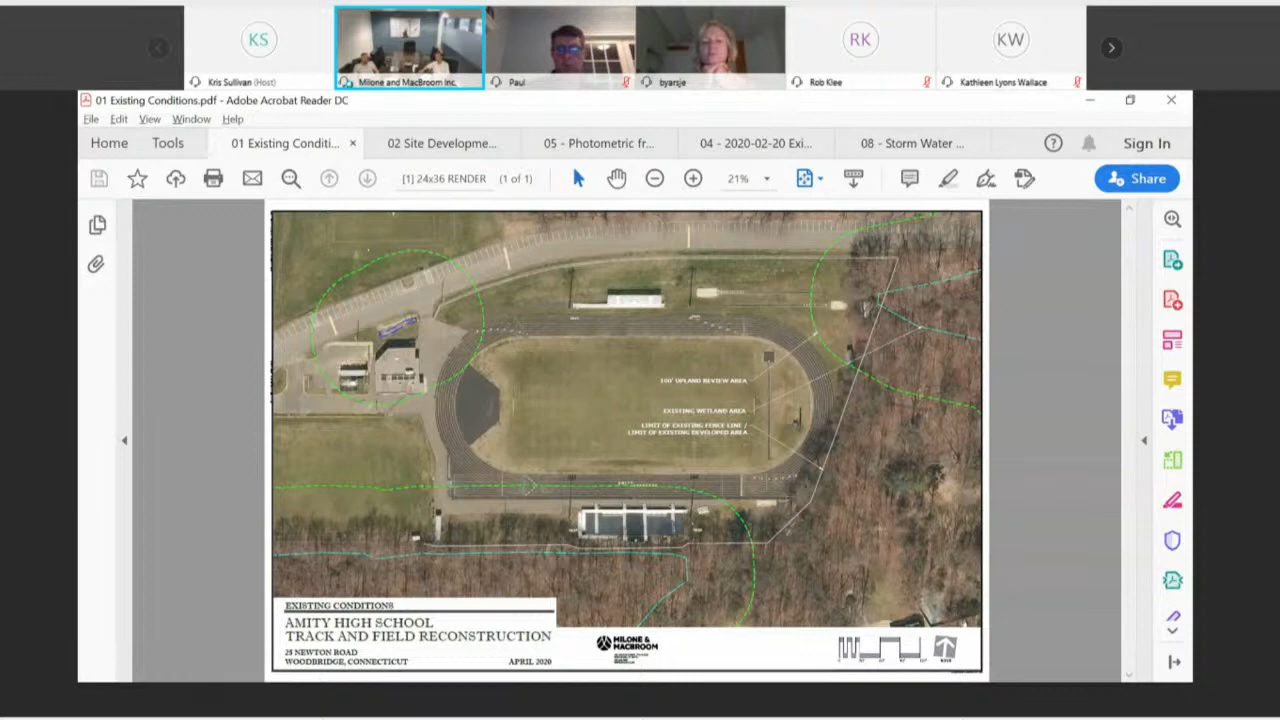 KS
RK
KW
Kris Sullivan (Host)
Milone and MacBroom Inc.
Paul
byarsje
Rob Klee
Kathleen Lyons Wallace
01 Existing Conditions.pdf - Adobe Acrobat Reader DC
File Edit View Window Help
Home Tools 01 Existing Conditi... × 02 Site Developme... 05 - Photometric fr... 04 - 2020-02-20 Exi... 08 - Storm Water ... Sign In
[1] 24x36 RENDER (1 of 1) 21% Share
100' UPLAND REVIEW AREA
EXISTING WETLAND AREA
LIMIT OF EXISTING FENCE LINE /
LIMIT OF EXISTING DEVELOPED AREA
EXISTING CONDITIONS
AMITY HIGH SCHOOL
TRACK AND FIELD RECONSTRUCTION
25 NEWTON ROAD
WOODBRIDGE, CONNECTICUT APRIL 2020
MILONE &
MACBROOM